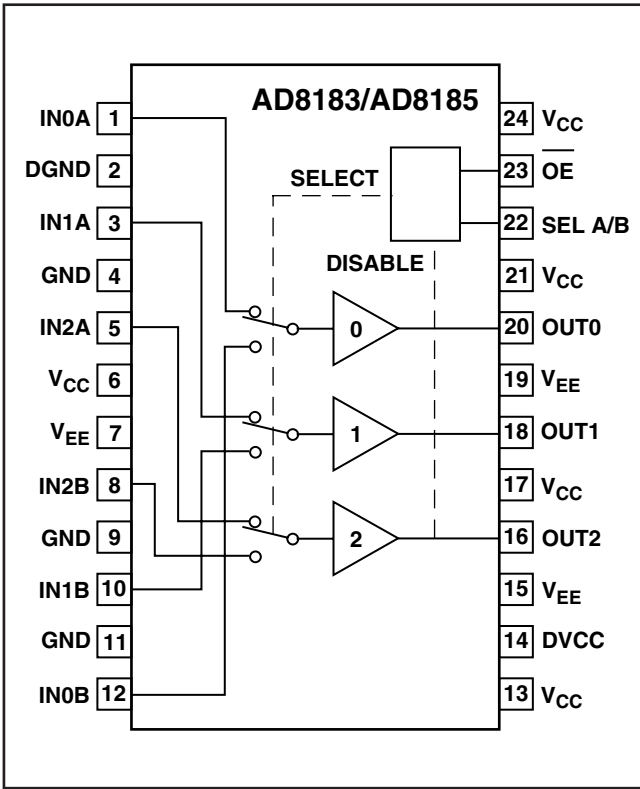 AD8183/AD8185
IN0A 1
DGND 2
IN1A 3
GND 4
IN2A 5
VCC 6
VEE 7
IN2B 8
GND 9
IN1B 10
GND 11
IN0B 12
SELECT
DISABLE
0
1
2
24 VCC
23 O̅E̅
22 SEL A/B
21 VCC
20 OUT0
19 VEE
18 OUT1
17 VCC
16 OUT2
15 VEE
14 DVCC
13 VCC